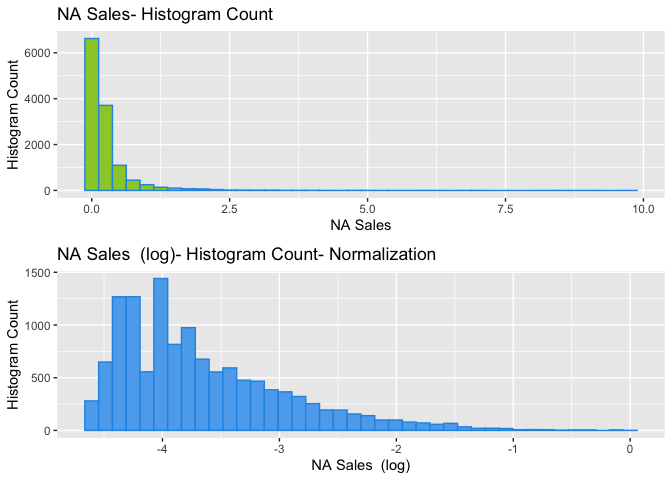 NA Sales- Histogram Count
Histogram Count
6000
4000
2000
0
0.0 2.5 5.0 7.5 10.0
NA Sales
NA Sales  (log)- Histogram Count- Normalization
Histogram Count
1500
1000
500
0
-4 -3 -2 -1 0
NA Sales  (log)